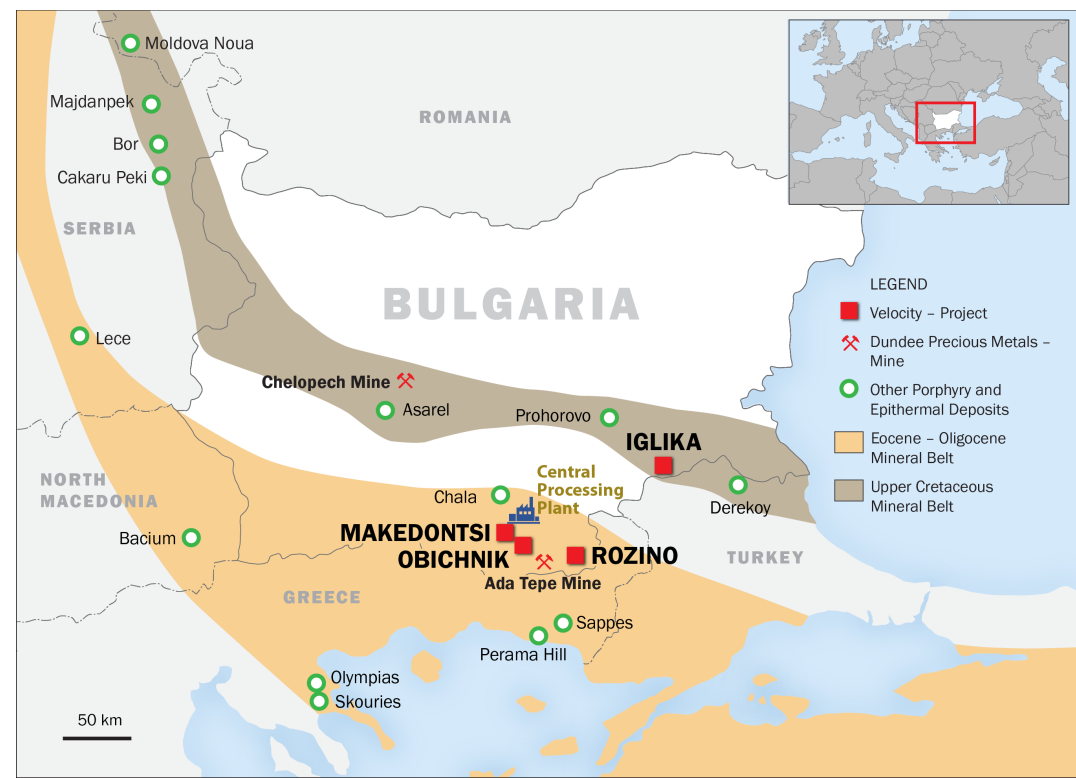 Moldova Noua
Majdanpek
ROMANIA
Bor
Cakaru Peki
SERBIA
BULGARIA
Lece
Chelopech Mine
Asarel
Prohorovo
IGLIKA
NORTH
MACEDONIA
Central
Processing
Plant
Chala
Derekoy
Bacium
MAKEDONTSI
OBICHNIK
ROZINO
TURKEY
Ada Tepe Mine
GREECE
Sappes
Perama Hill
Olympias
Skouries
50 km
LEGEND
Velocity – Project
Dundee Precious Metals –
Mine
Other Porphyry and
Epithermal Deposits
Eocene – Oligocene
Mineral Belt
Upper Cretaceous
Mineral Belt